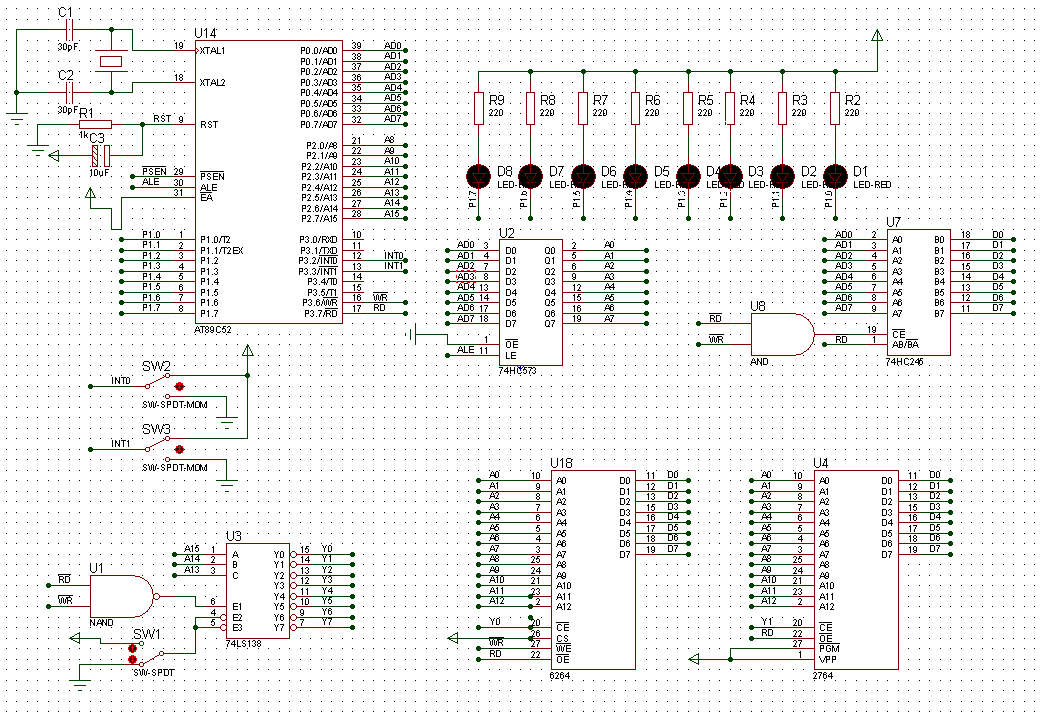 C1
30pF
C2
30pF
R1
1k
C3
10uF
RST
PSEN
ALE
U14
19 XTAL1
18 XTAL2
9 RST
29 PSEN
30 ALE
31 EA
P1.0 1 P1.0/T2
P1.1 2 P1.1/T2EX
P1.2 3 P1.2
P1.3 4 P1.3
P1.4 5 P1.4
P1.5 6 P1.5
P1.6 7 P1.6
P1.7 8 P1.7
P0.0/AD0 39 AD0
P0.1/AD1 38 AD1
P0.2/AD2 37 AD2
P0.3/AD3 36 AD3
P0.4/AD4 35 AD4
P0.5/AD5 34 AD5
P0.6/AD6 33 AD6
P0.7/AD7 32 AD7
P2.0/A8 21 A8
P2.1/A9 22 A9
P2.2/A10 23 A10
P2.3/A11 24 A11
P2.4/A12 25 A12
P2.5/A13 26 A13
P2.6/A14 27 A14
P2.7/A15 28 A15
P3.0/RXD 10
P3.1/TXD 11
P3.2/INT0 12 INT0
P3.3/INT1 13 INT1
P3.4/T0 14
P3.5/T1 15
P3.6/WR 16 WR
P3.7/RD 17 RD
AT89C52
R9 R8 R7 R6 R5 R4 R3 R2
220 220 220 220 220 220 220 220
D8 D7 D6 D5 D4 D3 D2 D1
LED-RED
P1.7 P1.6 P1.5 P1.4 P1.3 P1.2 P1.1 P1.0
U2
AD0 3 D0 Q0 2 A0
AD1 4 D1 Q1 5 A1
AD2 7 D2 Q2 6 A2
AD3 8 D3 Q3 9 A3
AD4 13 D4 Q4 12 A4
AD5 14 D5 Q5 15 A5
AD6 17 D6 Q6 16 A6
AD7 18 D7 Q7 19 A7
1 OE
ALE 11 LE
74HC573
U7
AD0 2 A0 B0 18 D0
AD1 3 A1 B1 17 D1
AD2 4 A2 B2 16 D2
AD3 5 A3 B3 15 D3
AD4 6 A4 B4 14 D4
AD5 7 A5 B5 13 D5
AD6 8 A6 B6 12 D6
AD7 9 A7 B7 11 D7
19 CE
RD 1 AB/BA
74HC245
U8
RD
WR
AND
SW2
INT0
SW-SPDT-MOM
SW3
INT1
SW-SPDT-MOM
U3
A15 1 A Y0 15 Y0
A14 2 B Y1 14 Y1
A13 3 C Y2 13 Y2
Y3 12 Y3
Y4 11 Y4
6 E1 Y5 10 Y5
4 E2 Y6 9 Y6
5 E3 Y7 7 Y7
74LS138
U1
RD
WR
NAND
SW1
SW-SPDT
U18
A0 10 A0 D0 11 D0
A1 9 A1 D1 12 D1
A2 8 A2 D2 13 D2
A3 7 A3 D3 15 D3
A4 6 A4 D4 16 D4
A5 5 A5 D5 17 D5
A6 4 A6 D6 18 D6
A7 3 A7 D7 19 D7
A8 25 A8
A9 24 A9
A10 21 A10
A11 23 A11
A12 2 A12
Y0 20 CE
26 CS
WR 27 WE
RD 22 OE
6264
U4
A0 10 A0 D0 11 D0
A1 9 A1 D1 12 D1
A2 8 A2 D2 13 D2
A3 7 A3 D3 15 D3
A4 6 A4 D4 16 D4
A5 5 A5 D5 17 D5
A6 4 A6 D6 18 D6
A7 3 A7 D7 19 D7
A8 25 A8
A9 24 A9
A10 21 A10
A11 23 A11
A12 2 A12
Y1 20 CE
RD 22 OE
27 PGM
1 VPP
2764